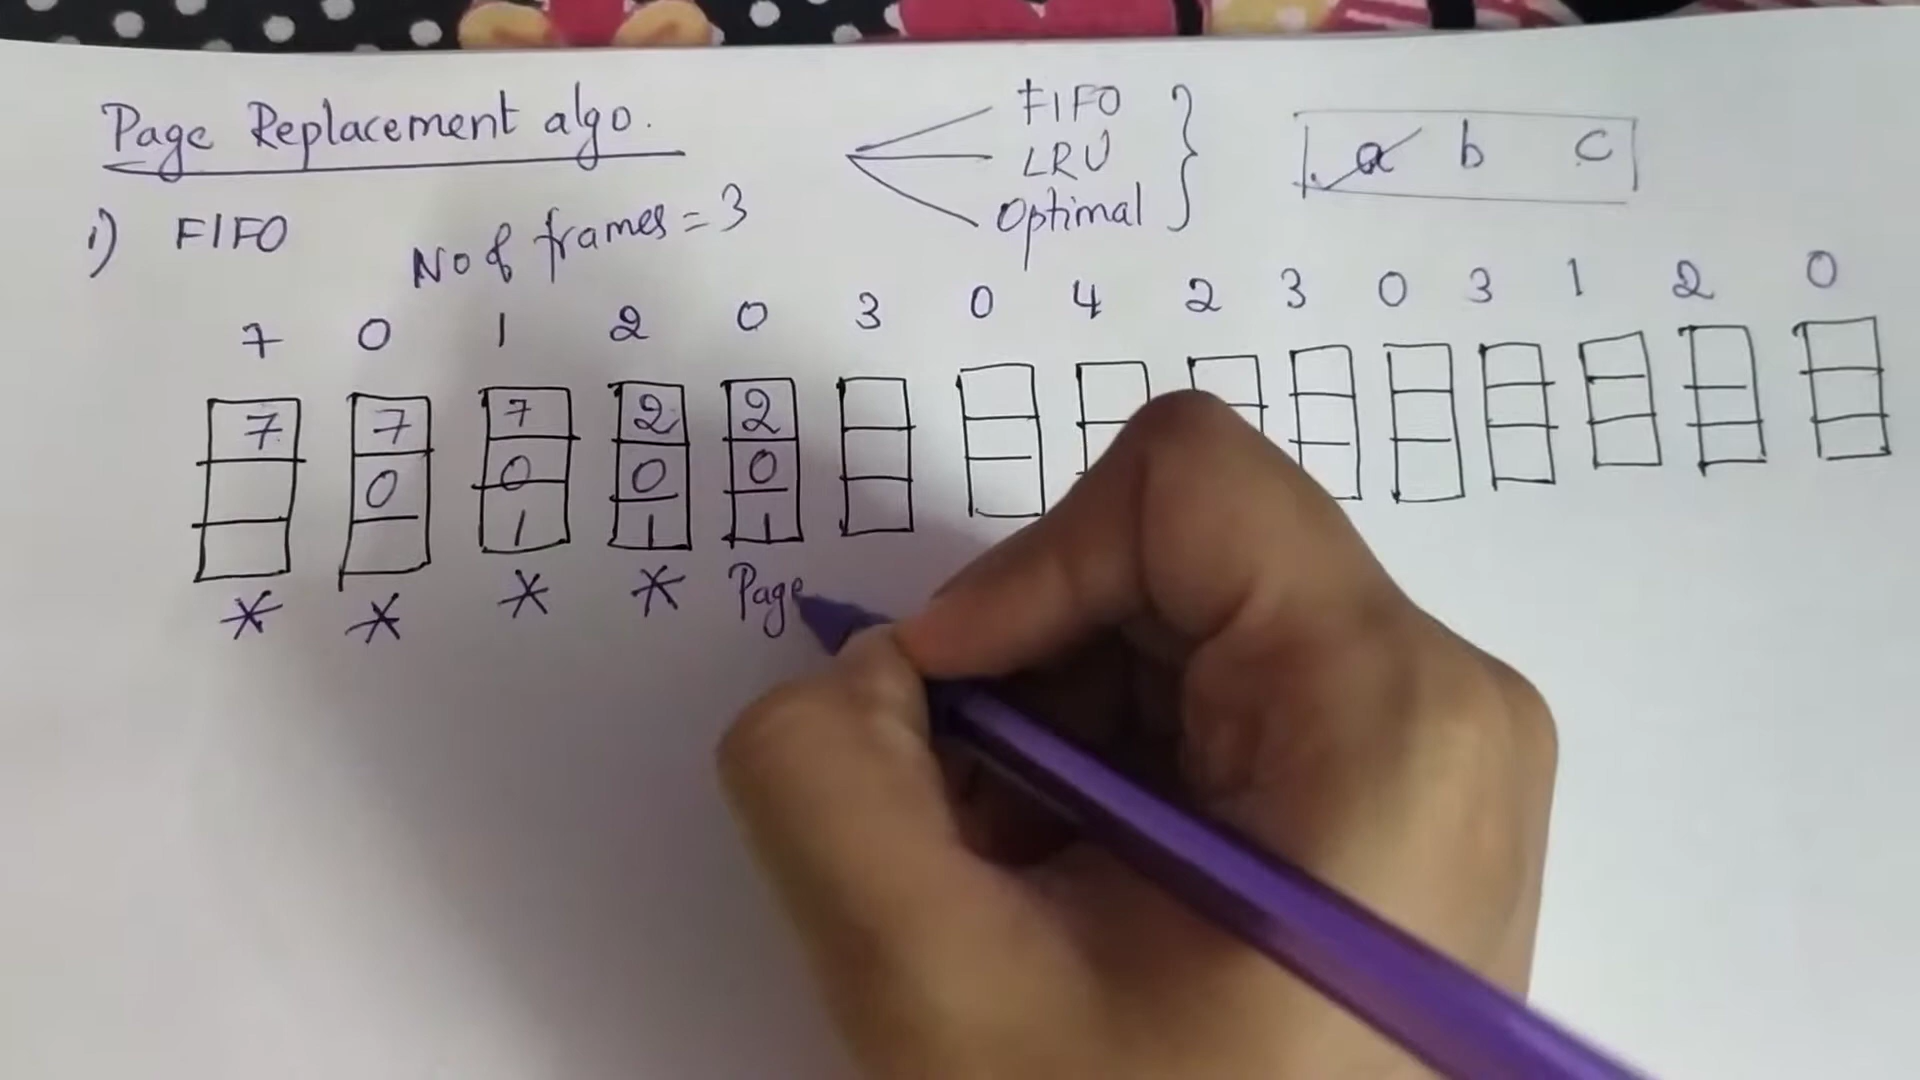 Page Replacement algo.
FIFO
LRU
Optimal
a b c
1) FIFO
No of frames = 3
7 0 1 2 0 3 0 4 2 3 0 3 1 2 0
7 7 7 2 2
0 0 0 0
1 1 1
* * * * Page